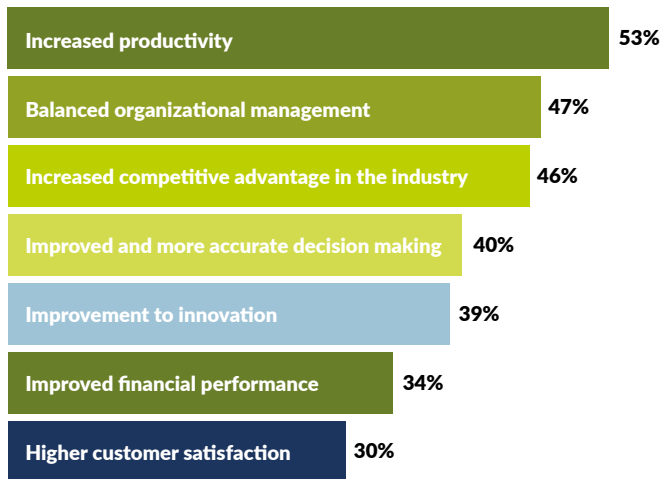 Increased productivity 53%
Balanced organizational management 47%
Increased competitive advantage in the industry 46%
Improved and more accurate decision making 40%
Improvement to innovation 39%
Improved financial performance 34%
Higher customer satisfaction 30%